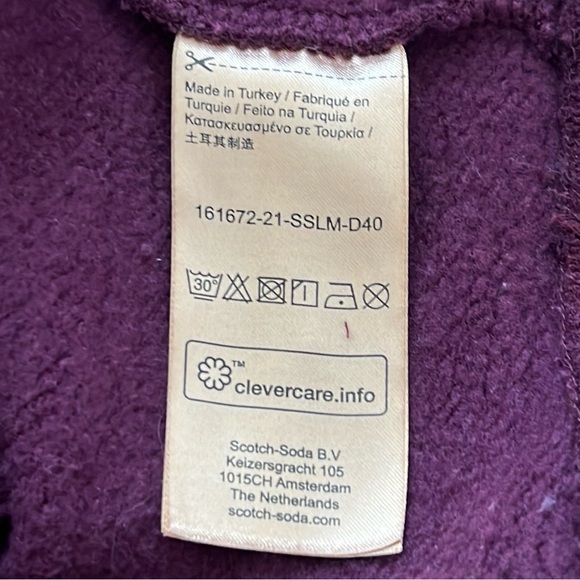 Made in Turkey / Fabriqué en
Turquie / Feito na Turquia /
Κατασκευασμένο σε Τουρκία /
土耳其制造
161672-21-SSLM-D40
30°
clevercare.info™
Scotch-Soda B.V
Keizersgracht 105
1015CH Amsterdam
The Netherlands
scotch-soda.com